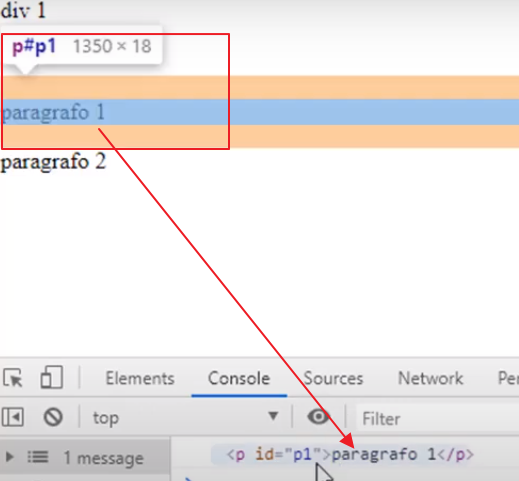 div 1
p#p1 1350 × 18
paragrafo 1
paragrafo 2
Elements Console Sources Network Per
top Filter
1 message <p id="p1">paragrafo 1</p>